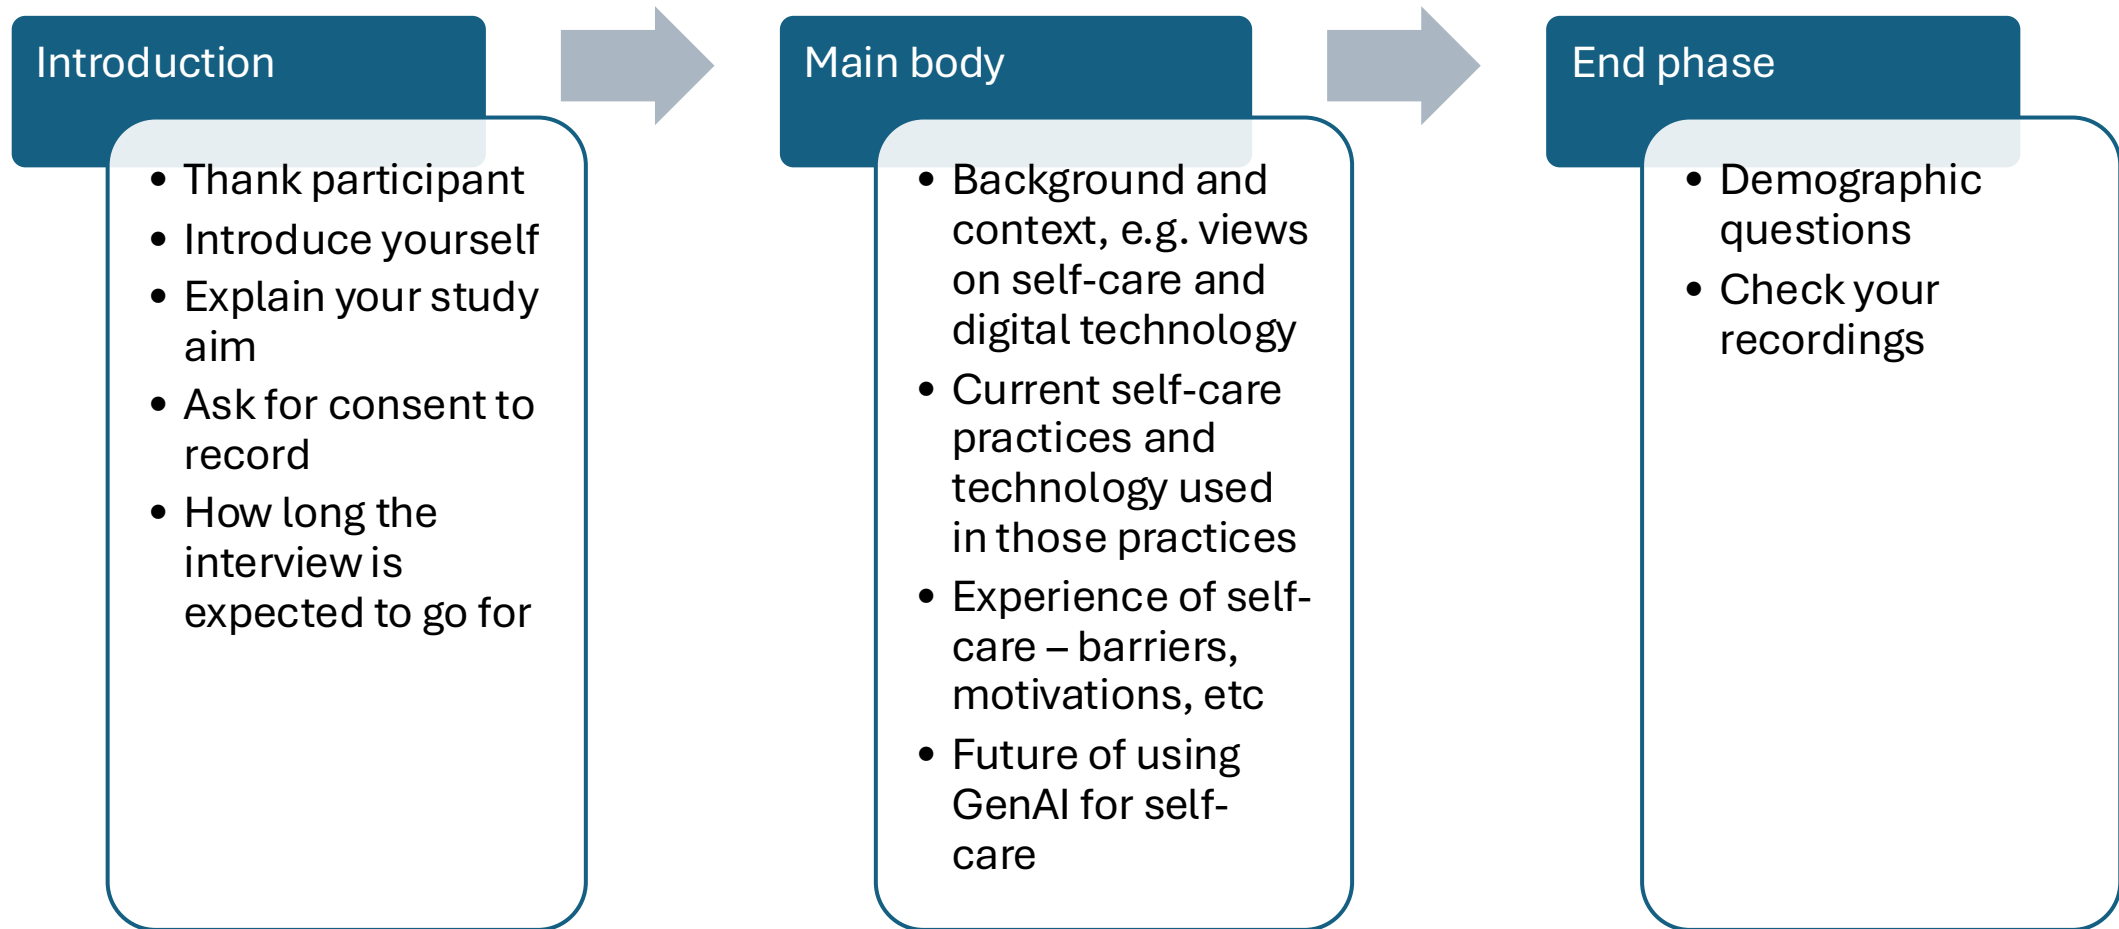 Introduction
• Thank participant
• Introduce yourself
• Explain your study
aim
• Ask for consent to
record
• How long the
interview is
expected to go for
Main body
• Background and
context, e.g. views
on self-care and
digital technology
• Current self-care
practices and
technology used
in those practices
• Experience of self-
care – barriers,
motivations, etc
• Future of using
GenAI for self-
care
End phase
• Demographic
questions
• Check your
recordings